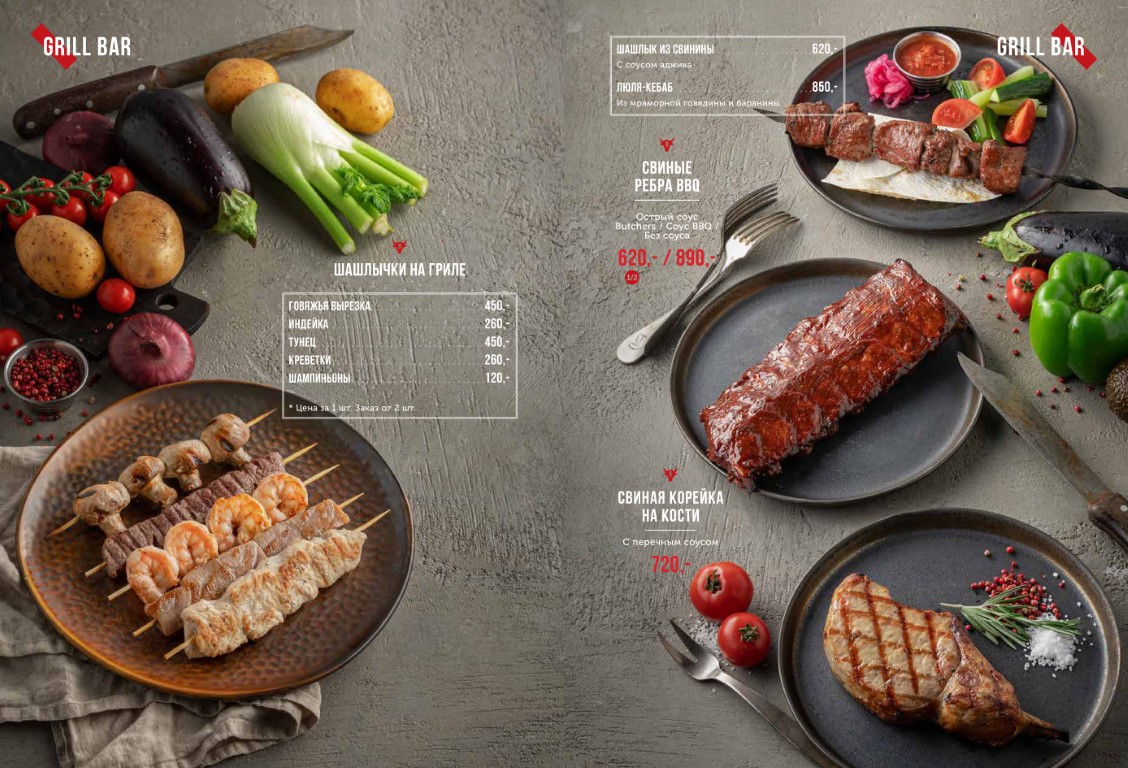 GRILL BAR
ШАШЛЫЧКИ НА ГРИЛЕ
ГОВЯЖЬЯ ВЫРЕЗКА 450,-
ИНДЕЙКА 260,-
ТУНЕЦ 450,-
КРЕВЕТКИ 260,-
ШАМПИНЬОНЫ 120,-
* Цена за 1 шт. Заказ от 2 шт.
GRILL BAR
ШАШЛЫК ИЗ СВИНИНЫ 620,-
С соусом аджика
ЛЮЛЯ-КЕБАБ 850,-
Из мраморной говядины и баранины
СВИНЫЕ
РЕБРА BBQ
Острый соус
Butchers / Соус BBQ /
Без соуса
620,- / 890,-
1/2
СВИНАЯ КОРЕЙКА
НА КОСТИ
С перечным соусом
720,-